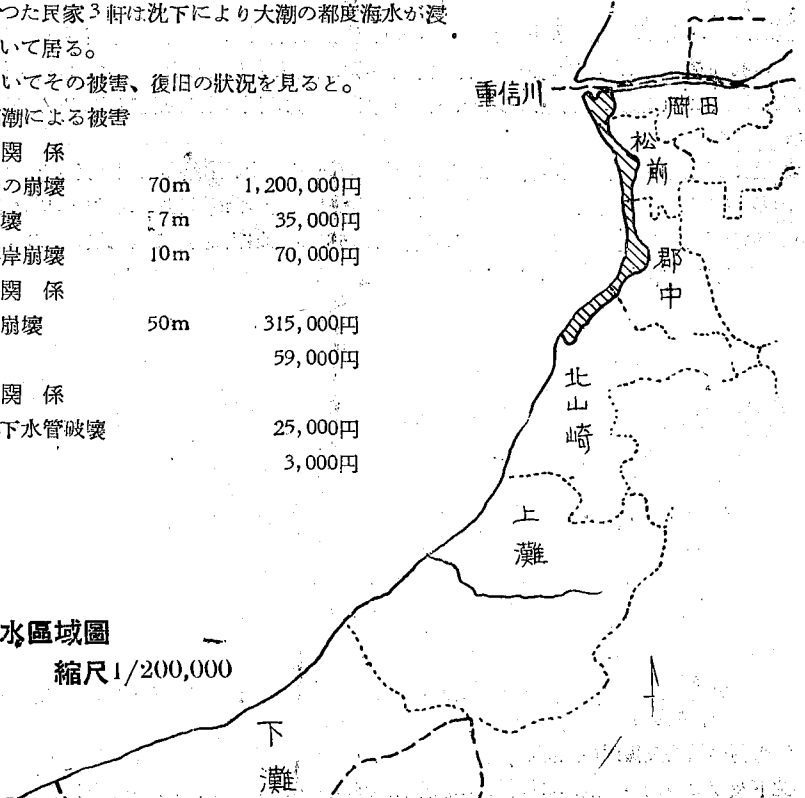 つた民家3軒は沈下により大潮の都度海水が浸
いて居る。
いてその被害、復旧の狀況を見ると。
潮による被害
関係
の崩壊 70m 1,200,000円
壊 7m 35,000円
岸崩壊 10m 70,000円
関係
崩壊 50m 315,000円
59,000円
関係
下水管破壊 25,000円
3,000円
水區域圖
縮尺1/200,000
重信川
岡田
松前
郡中
北山崎
上灘
下灘